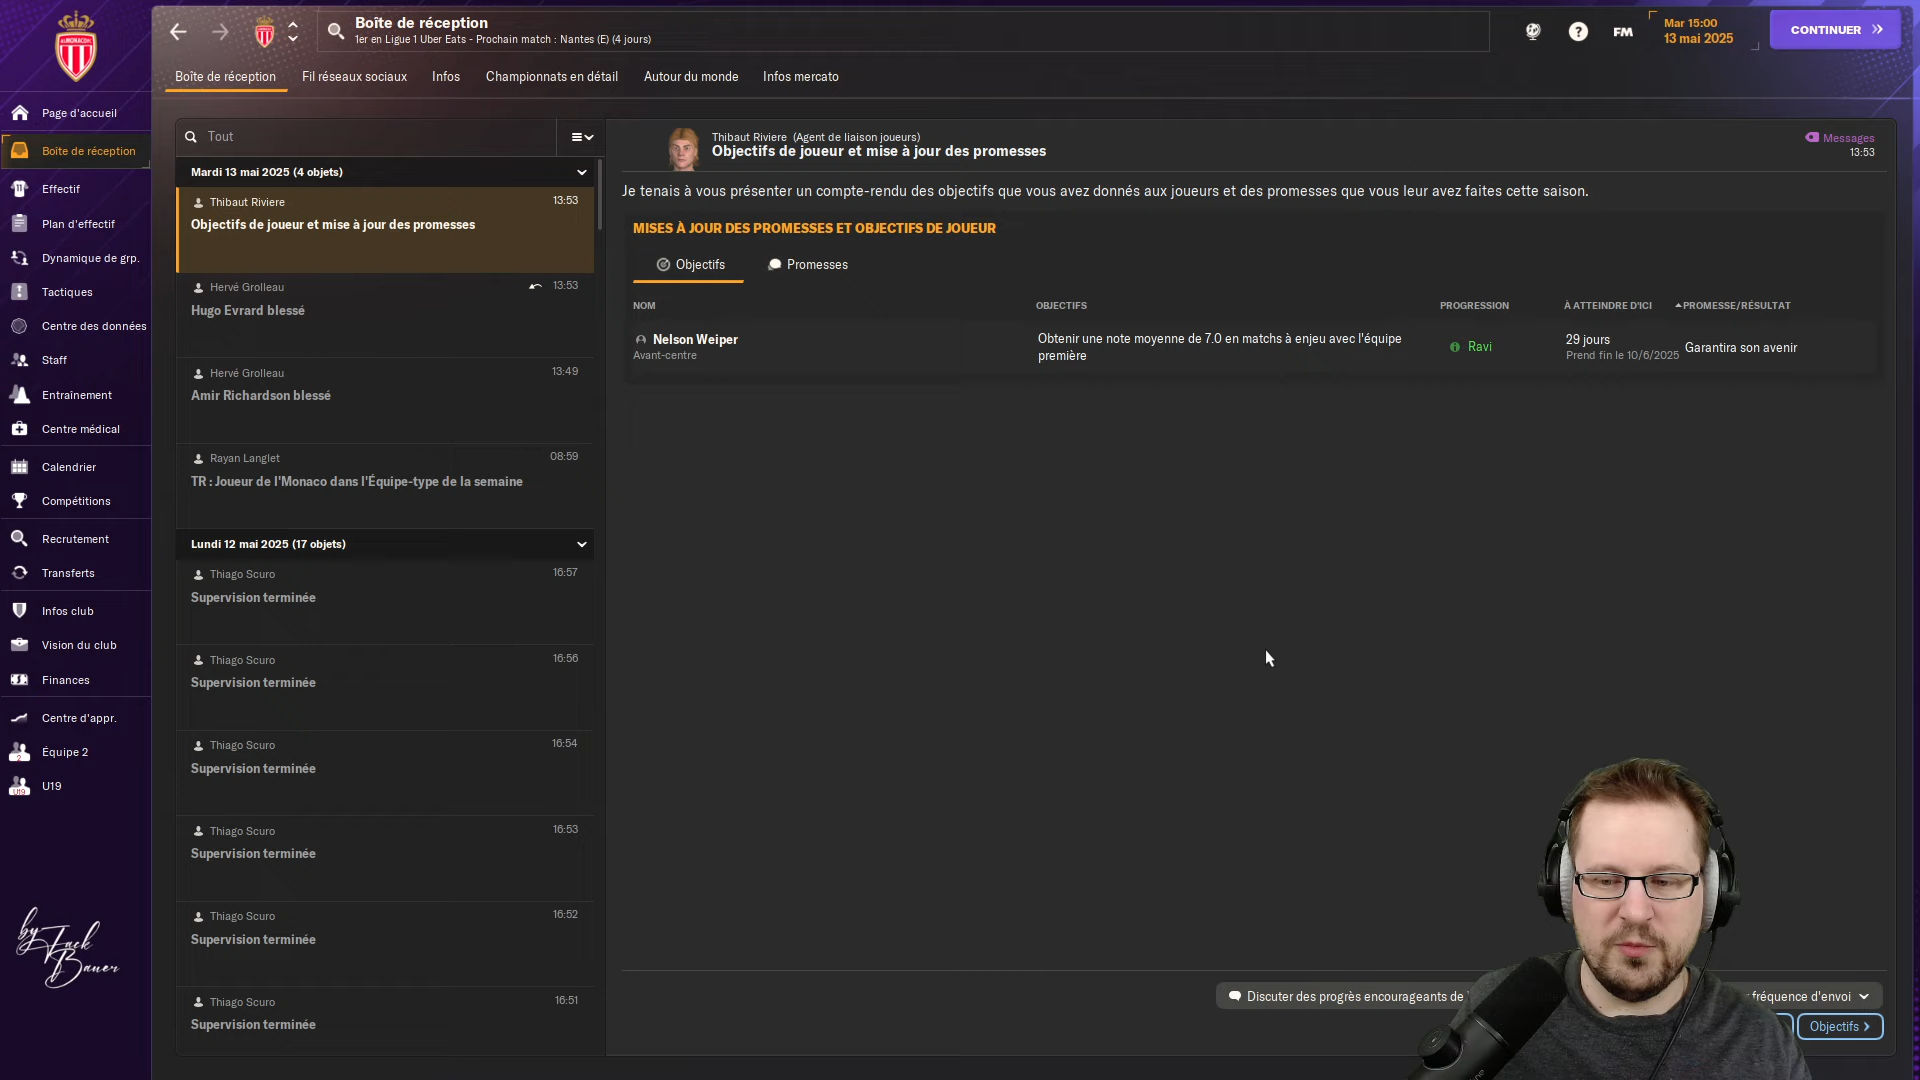 Boîte de réception
1er en Ligue 1 Uber Eats - Prochain match : Nantes (E) (4 jours)
FM
Mar 15:00
13 mai 2025
CONTINUER
Boîte de réception
Fil réseaux sociaux
Infos
Championnats en détail
Autour du monde
Infos mercato
Page d'accueil
Boîte de réception
Effectif
Plan d'effectif
Dynamique de grp.
Tactiques
Centre des données
Staff
Entraînement
Centre médical
Calendrier
Compétitions
Recrutement
Transferts
Infos club
Vision du club
Finances
Centre d'appr.
Équipe 2
U19
by Jack
Bauer
Tout
Mardi 13 mai 2025 (4 objets)
Thibaut Riviere 13:53
Objectifs de joueur et mise à jour des promesses
Hervé Grolleau 13:53
Hugo Evrard blessé
Hervé Grolleau 13:49
Amir Richardson blessé
Rayan Langlet 08:59
TR : Joueur de l'Monaco dans l'Équipe-type de la semaine
Lundi 12 mai 2025 (17 objets)
Thiago Scuro 16:57
Supervision terminée
Thiago Scuro 16:56
Supervision terminée
Thiago Scuro 16:54
Supervision terminée
Thiago Scuro 16:53
Supervision terminée
Thiago Scuro 16:52
Supervision terminée
Thiago Scuro 16:51
Supervision terminée
Thibaut Riviere (Agent de liaison joueurs)
Objectifs de joueur et mise à jour des promesses
Messages
13:53
Je tenais à vous présenter un compte-rendu des objectifs que vous avez donnés aux joueurs et des promesses que vous leur avez faites cette saison.
MISES À JOUR DES PROMESSES ET OBJECTIFS DE JOUEUR
Objectifs
Promesses
NOM OBJECTIFS PROGRESSION À ATTEINDRE D'ICI PROMESSE/RÉSULTAT
Nelson Weiper
Avant-centre
Obtenir une note moyenne de 7.0 en matchs à enjeu avec l'équipe
première
Ravi
29 jours
Prend fin le 10/6/2025
Garantira son avenir
Discuter des progrès encourageants de
fréquence d'envoi
Objectifs